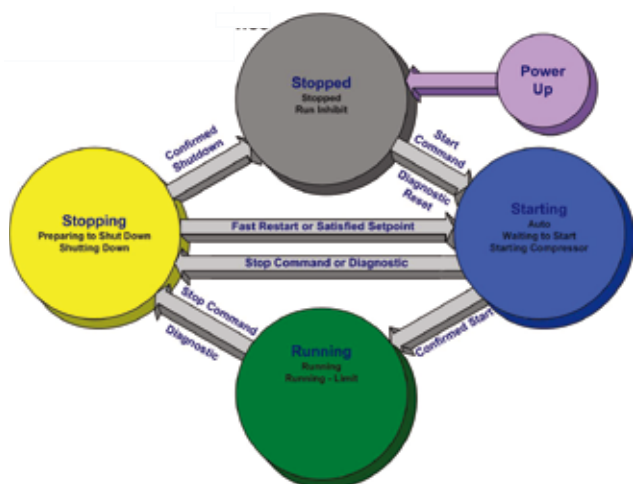 Stopped
Stopped
Run Inhibit
Power
Up
Confirmed
Shutdown
Start
Command
Diagnostic
Reset
Stopping
Preparing to Shut Down
Shutting Down
Fast Restart or Satisfied Setpoint
Starting
Auto
Waiting to Start
Starting Compressor
Stop Command or Diagnostic
Stop Command
Diagnostic
Confirmed Start
Running
Running
Running - Limit